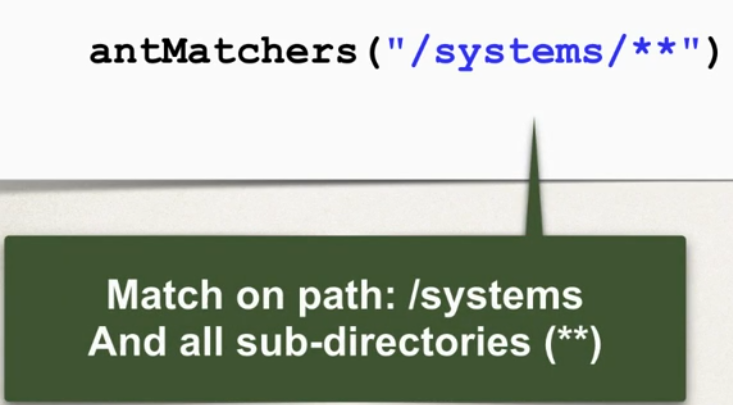 antMatchers("/systems/**")
Match on path: /systems
And all sub-directories (**)